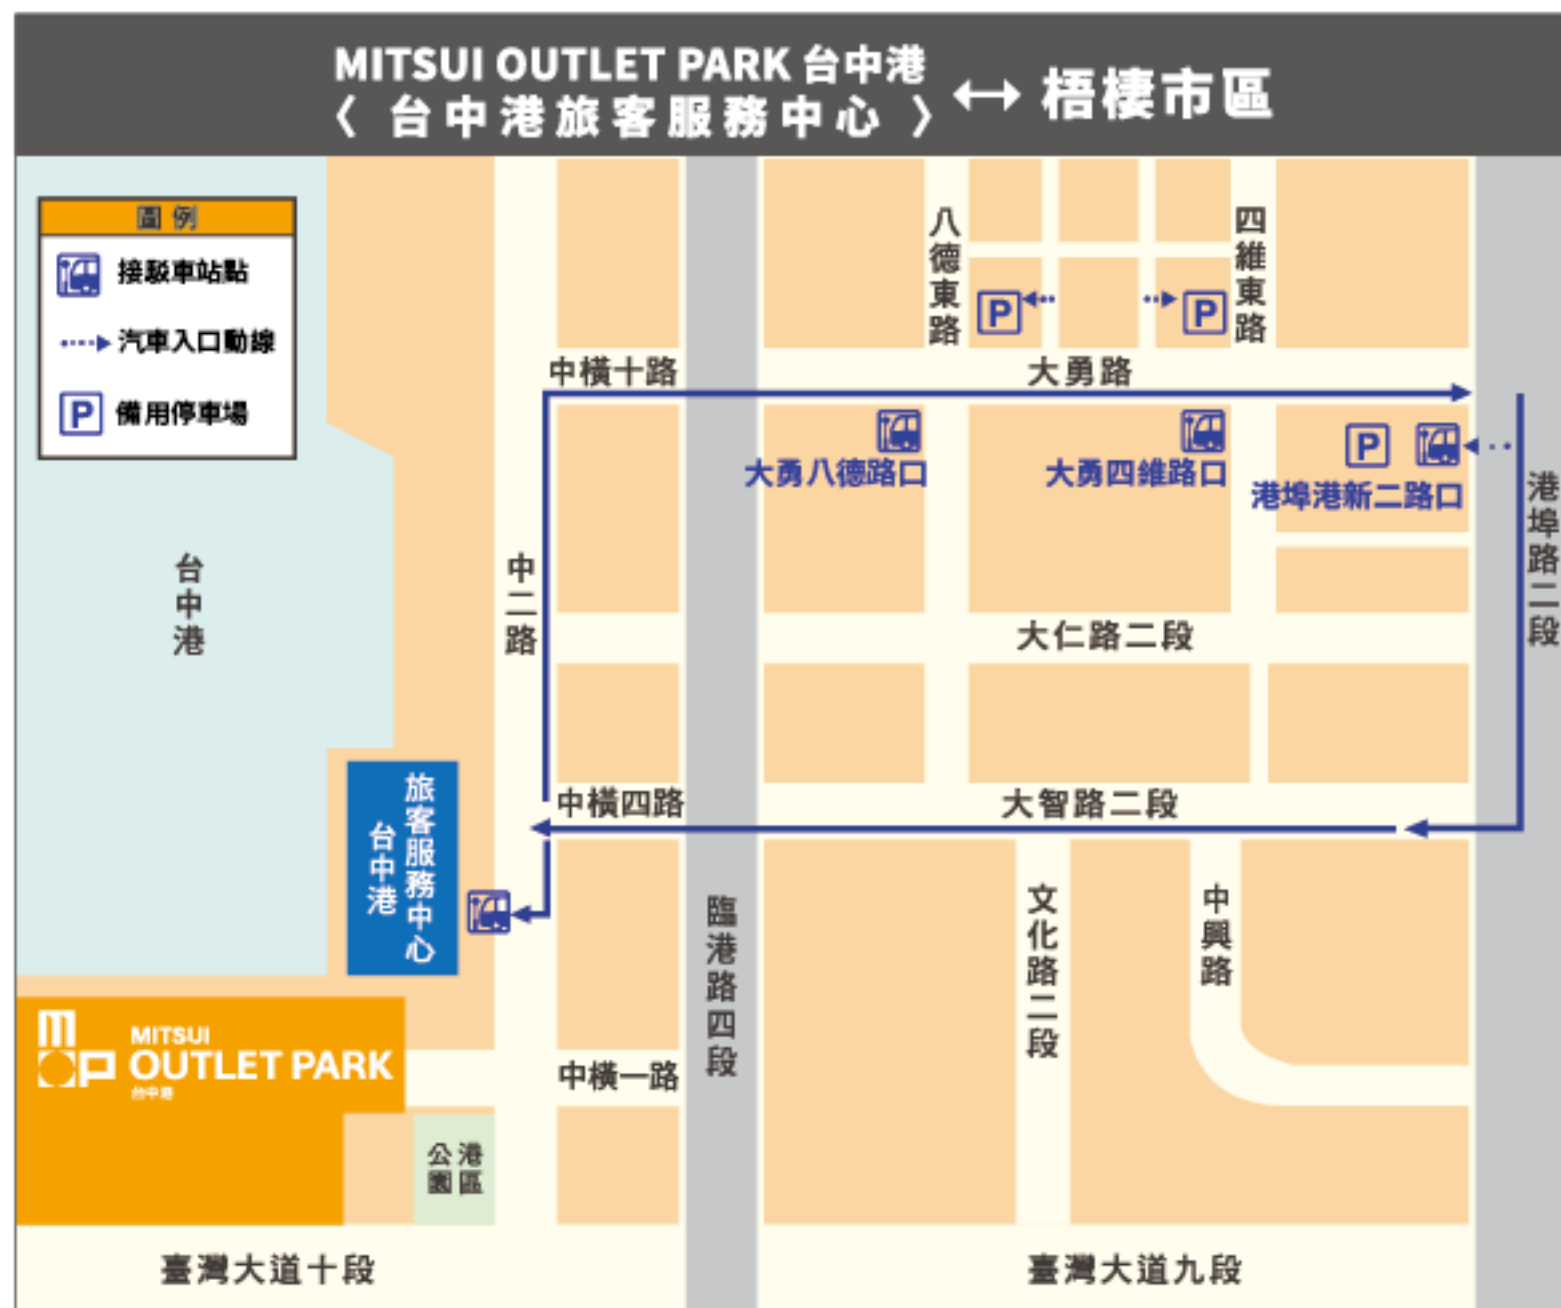 MITSUI OUTLET PARK 台中港
〈 台中港旅客服務中心 〉 ↔ 梧棲市區
圖例
接駁車站點
汽車入口動線
P 備用停車場
八德東路
四維東路
P
P
中橫十路
大勇路
大勇八德路口
大勇四維路口
P
港埠港新二路口
港埠路二段
台中港
中二路
大仁路二段
中橫四路
大智路二段
台中港
旅客服務中心
臨港路四段
文化路二段
中興路
MITSUI
OUTLET PARK
台中港
中橫一路
港區
公園
臺灣大道十段
臺灣大道九段